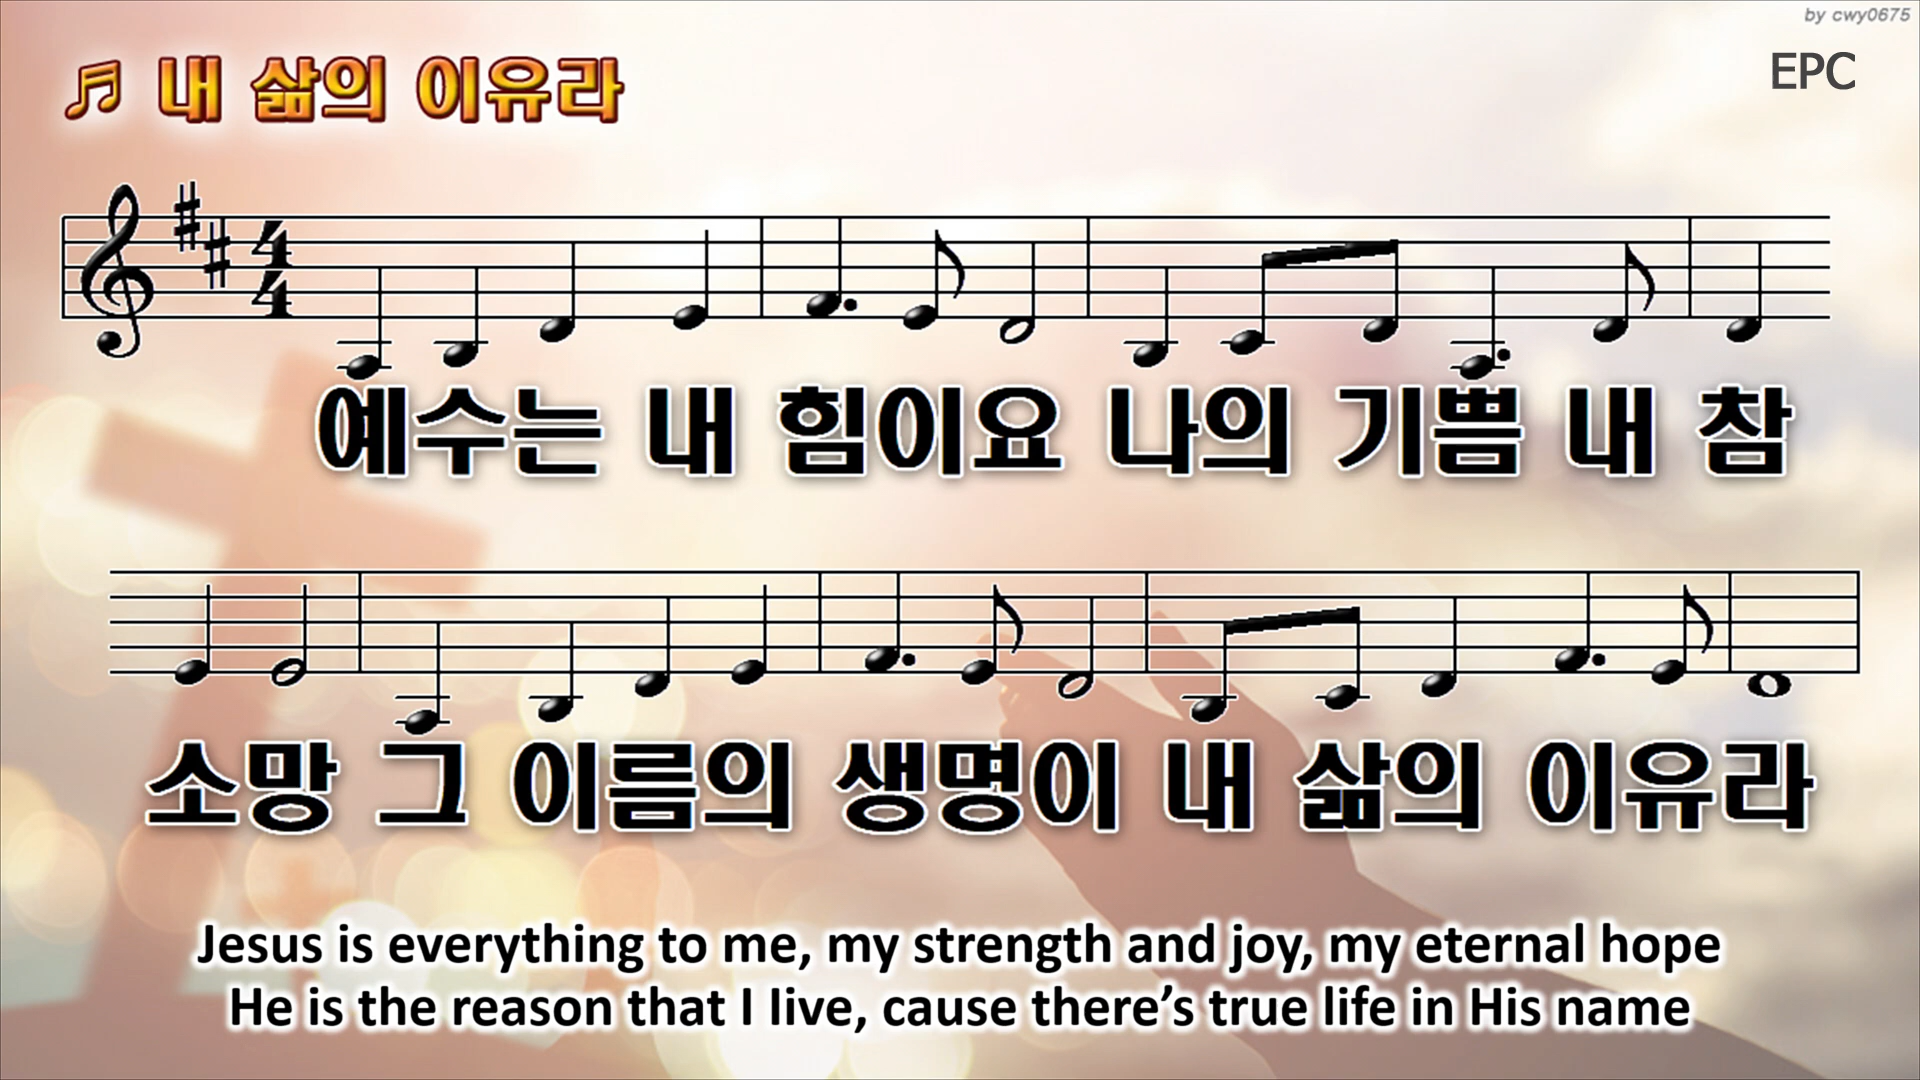 by cwy0675
♬ 내 삶의 이유라
EPC
4
4
예수는 내 힘이요 나의 기쁨 내 참
소망 그 이름의 생명이 내 삶의 이유라
Jesus is everything to me, my strength and joy, my eternal hope
He is the reason that I live, cause there’s true life in His name